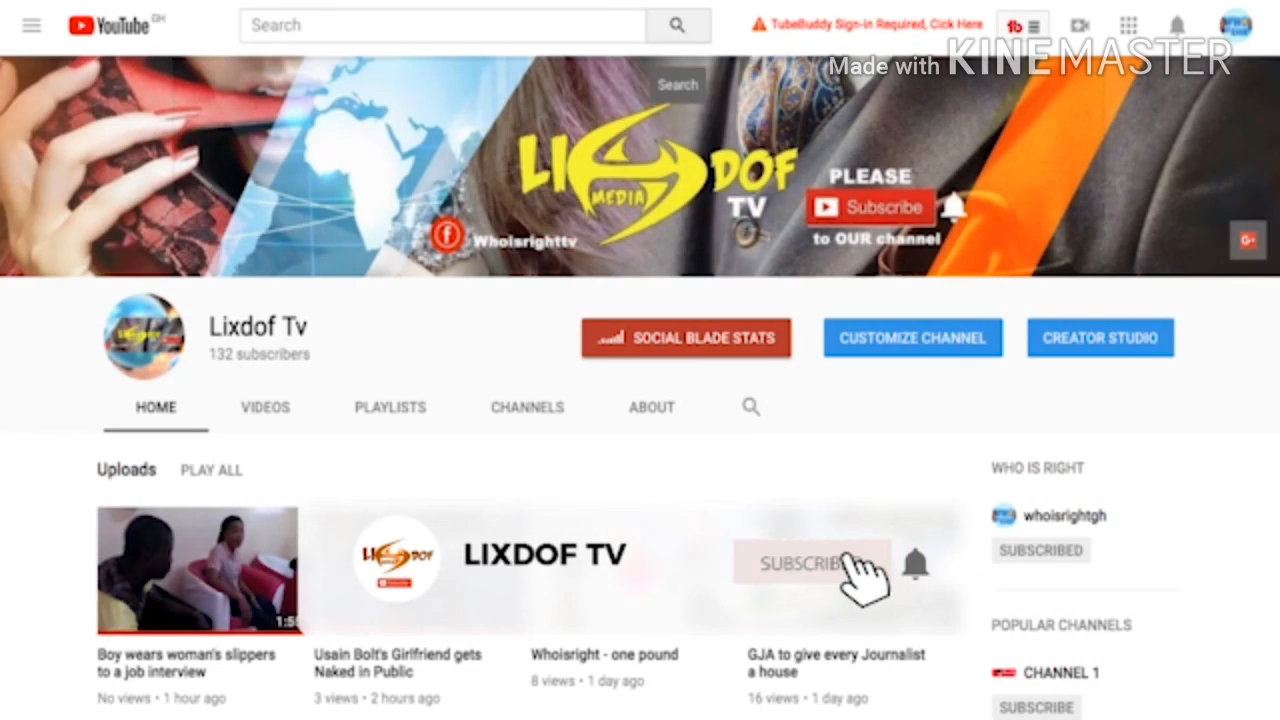 YouTube GH
Search
TubeBuddy Sign-in Required, Click Here
tb
Made with KINEMASTER
Search
LIXDOF
MEDIA
TV
PLEASE
Subscribe
to OUR channel
f Whoisrighttv
G+
Lixdof Tv
132 subscribers
SOCIAL BLADE STATS
CUSTOMIZE CHANNEL
CREATOR STUDIO
HOME VIDEOS PLAYLISTS CHANNELS ABOUT
Uploads PLAY ALL
WHO IS RIGHT
whoisrightgh
SUBSCRIBED
LIXDOF
LIXDOF TV
SUBSCRIB
1:5
Boy wears woman's slippers
to a job interview
No views • 1 hour ago
Usain Bolt's Girlfriend gets
Naked in Public
3 views • 2 hours ago
Whoisright - one pound
8 views • 1 day ago
GJA to give every Journalist
a house
16 views • 1 day ago
POPULAR CHANNELS
CHANNEL 1
SUBSCRIBE